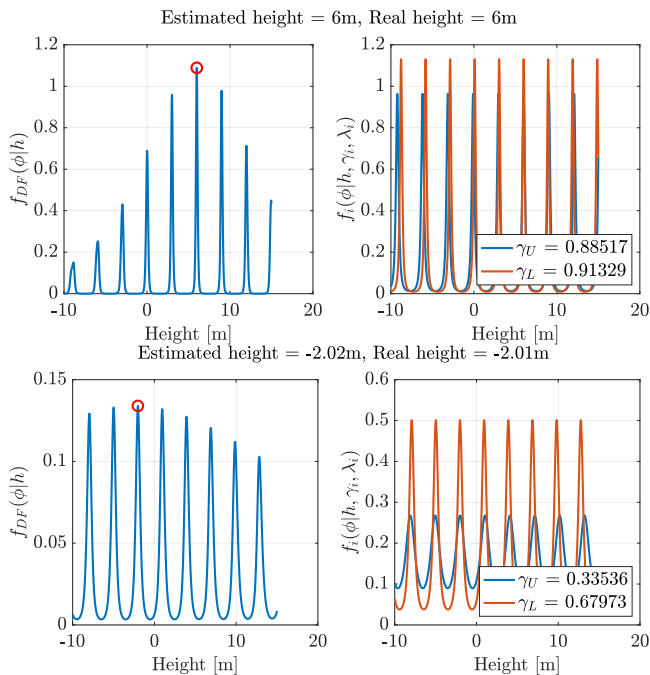 Estimated height = 6m, Real height = 6m
f_{DF}(ϕ|h)
1.2
1
0.8
0.6
0.4
0.2
0
-10
0
10
20
Height [m]
f_i(ϕ|h, γ_i, λ_i)
1.2
1
0.8
0.6
0.4
0.2
0
-10
0
10
20
Height [m]
γ_U = 0.88517
γ_L = 0.91329
Estimated height = -2.02m, Real height = -2.01m
f_{DF}(ϕ|h)
0.15
0.1
0.05
0
-10
0
10
20
Height [m]
f_i(ϕ|h, γ_i, λ_i)
0.6
0.5
0.4
0.3
0.2
0.1
0
-10
0
10
20
Height [m]
γ_U = 0.33536
γ_L = 0.67973